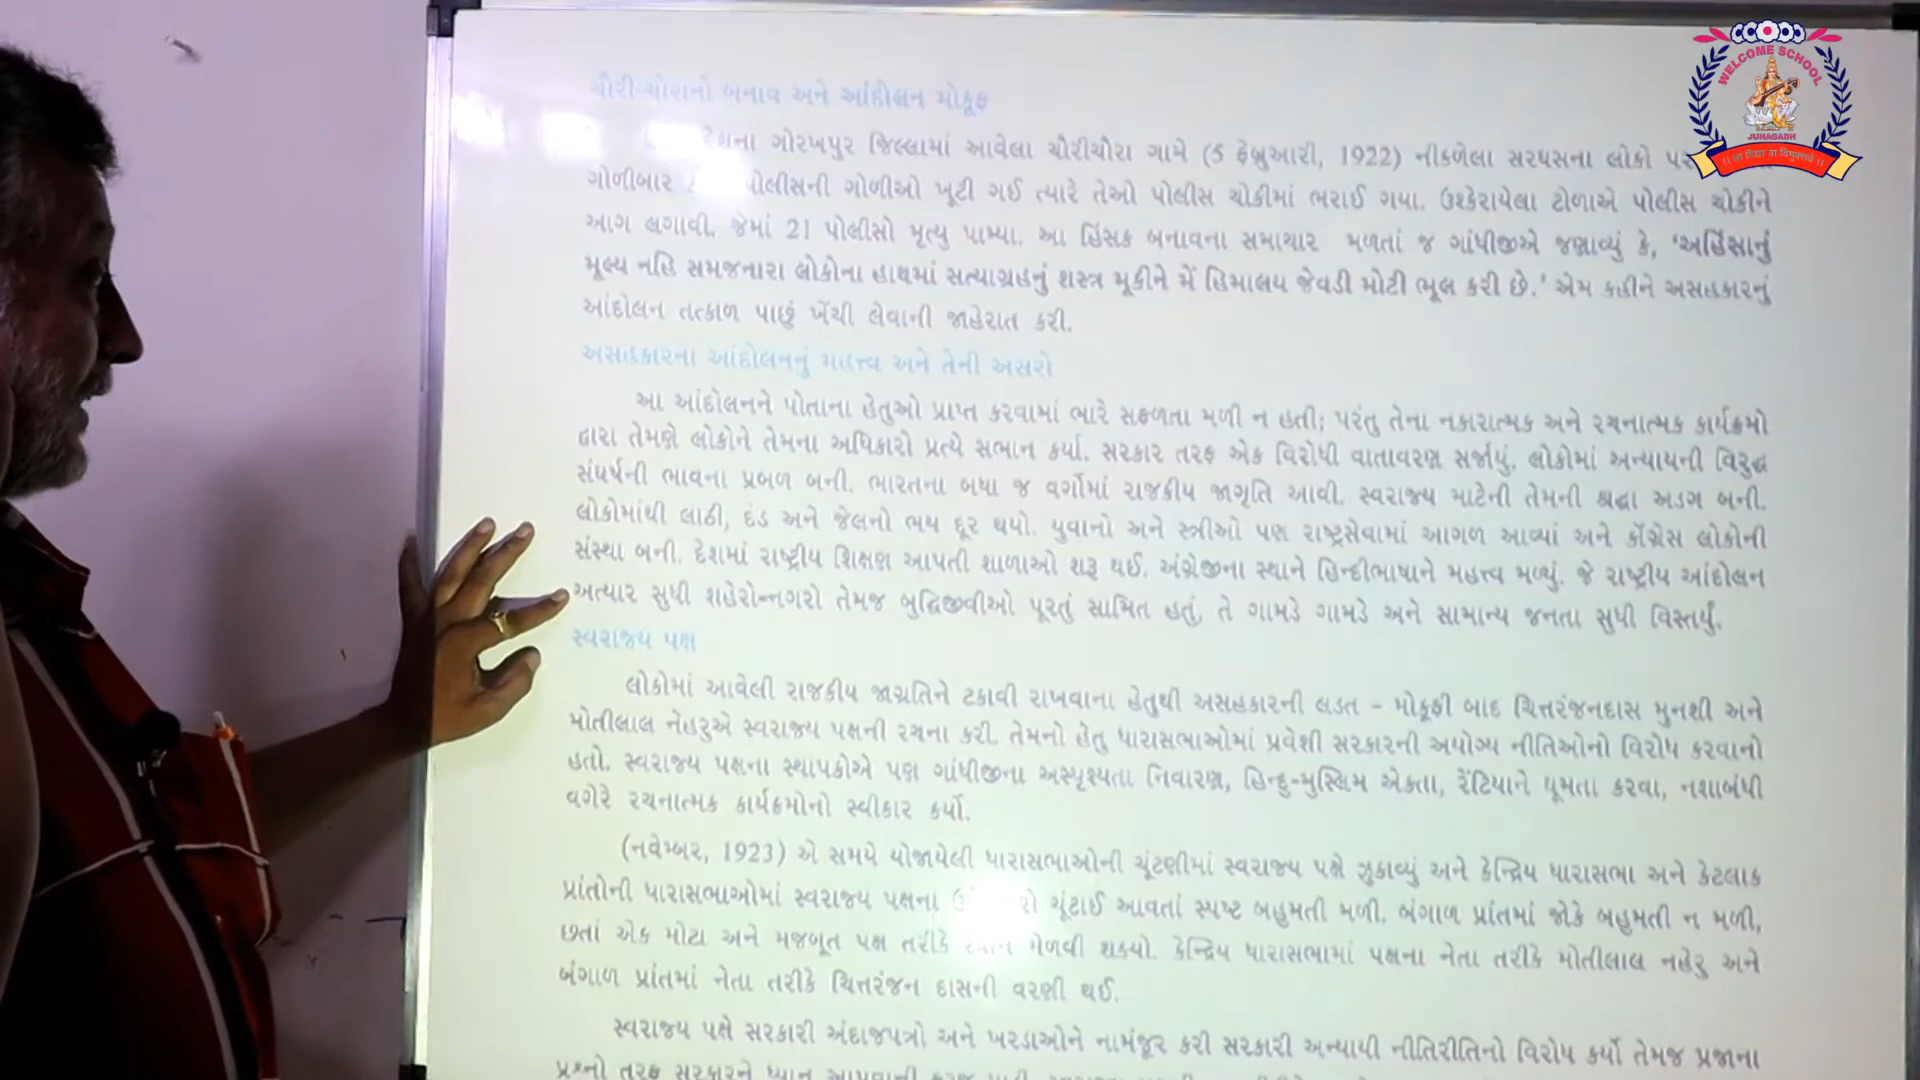 ચૌરી-ચોરાનો બનાવ અને આંદોલન મોકૂફ
ગોરખપુર જિલ્લામાં આવેલા ચૌરીચૌરા ગામે (5 ફેબ્રુઆરી, 1922) નીકળેલા સરઘસના લોકો
ગોળીબાર પોલીસની ગોળીઓ ખૂટી ગઈ ત્યારે તેઓ પોલીસ ચોકીમાં ભરાઈ ગયા. ઉશ્કેરાયેલા ટોળાએ પોલીસ ચોકીને
આગ લગાવી, જેમાં 21 પોલીસો મૃત્યુ પામ્યા. આ હિંસક બનાવના સમાચાર મળતાં જ ગાંધીજીએ જણાવ્યું કે, ‘અહિંસાનું
મૂલ્ય નહિ સમજનારા લોકોના હાથમાં સત્યાગ્રહનું શસ્ત્ર મૂકીને મેં હિમાલય જેવડી મોટી ભૂલ કરી છે.’ એમ કહીને અસહકારનું
આંદોલન તત્કાળ પાછું ખેંચી લેવાની જાહેરાત કરી.
અસહકારના આંદોલનનું મહત્ત્વ અને તેની અસરો
આ આંદોલનને પોતાના હેતુઓ પ્રાપ્ત કરવામાં ભારે સફળતા મળી ન હતી; પરંતુ તેના નકારાત્મક અને રચનાત્મક કાર્યક્રમો
દ્વારા તેમણે લોકોને તેમના અધિકારો પ્રત્યે સભાન કર્યા. સરકાર તરફ એક વિરોધી વાતાવરણ સર્જાયું. લોકોમાં અન્યાયની વિરુદ્ધ
સંઘર્ષની ભાવના પ્રબળ બની. ભારતના બધા જ વર્ગોમાં રાજકીય જાગૃતિ આવી. સ્વરાજ્ય માટેની તેમની શ્રદ્ધા અડગ બની.
લોકોમાંથી લાઠી, દંડ અને જેલનો ભય દૂર થયો. યુવાનો અને સ્ત્રીઓ પણ રાષ્ટ્રસેવામાં આગળ આવ્યાં અને કૉંગ્રેસ લોકોની
સંસ્થા બની. દેશમાં રાષ્ટ્રીય શિક્ષણ આપતી શાળાઓ શરૂ થઈ. અંગ્રેજીના સ્થાને હિન્દીભાષાને મહત્ત્વ મળ્યું. જે રાષ્ટ્રીય આંદોલન
અત્યાર સુધી શહેરો-નગરો તેમજ બુદ્ધિજીવીઓ પૂરતું સામિત હતું, તે ગામડે ગામડે અને સામાન્ય જનતા સુધી વિસ્તર્યું.
સ્વરાજ્ય પક્ષ
લોકોમાં આવેલી રાજકીય જાગ્રતિને ટકાવી રાખવાના હેતુથી અસહકારની લડત – મોકૂફી બાદ ચિત્તરંજનદાસ મુનશી અને
મોતીલાલ નેહરુએ સ્વરાજ્ય પક્ષની રચના કરી. તેમનો હેતુ ધારાસભાઓમાં પ્રવેશી સરકારની અયોગ્ય નીતિઓનો વિરોધ કરવાનો
હતો. સ્વરાજ્ય પક્ષના સ્થાપકોએ પણ ગાંધીજીના અસ્પૃશ્યતા નિવારણ, હિન્દુ-મુસ્લિમ એક્તા, રેંટિયાને ઘૂમતા કરવા, નશાબંધી
વગેરે રચનાત્મક કાર્યક્રમોનો સ્વીકાર કર્યો.
(નવેમ્બર, 1923) એ સમયે યોજાયેલી ધારાસભાઓની ચૂંટણીમાં સ્વરાજ્ય પક્ષે ઝુકાવ્યું અને કેન્દ્રિય ધારાસભા અને કેટલાક
પ્રાંતોની ધારાસભાઓમાં સ્વરાજ્ય પક્ષના ચૂંટાઈ આવતાં સ્પષ્ટ બહુમતી મળી. બંગાળ પ્રાંતમાં જોકે બહુમતી ન મળી,
છતાં એક મોટા અને મજબૂત પક્ષ તરીકે મેળવી શક્યો. કેન્દ્રિય ધારાસભામાં પક્ષના નેતા તરીકે મોતીલાલ નહેરુ અને
બંગાળ પ્રાંતમાં નેતા તરીકે ચિત્તરંજન દાસની વરણી થઈ.
સ્વરાજ્ય પક્ષે સરકારી અંદાજપત્રો અને ખરડાઓને નામંજૂર કરી સરકારી અન્યાયી નીતિરીતિનો વિરોધ કર્યો તેમજ પ્રજાના
પ્રશ્નો તરફ સરકારને ધ્યાન
WELCOME SCHOOL
JUNAGADH
।। सा विद्या या विमुक्तये ।।